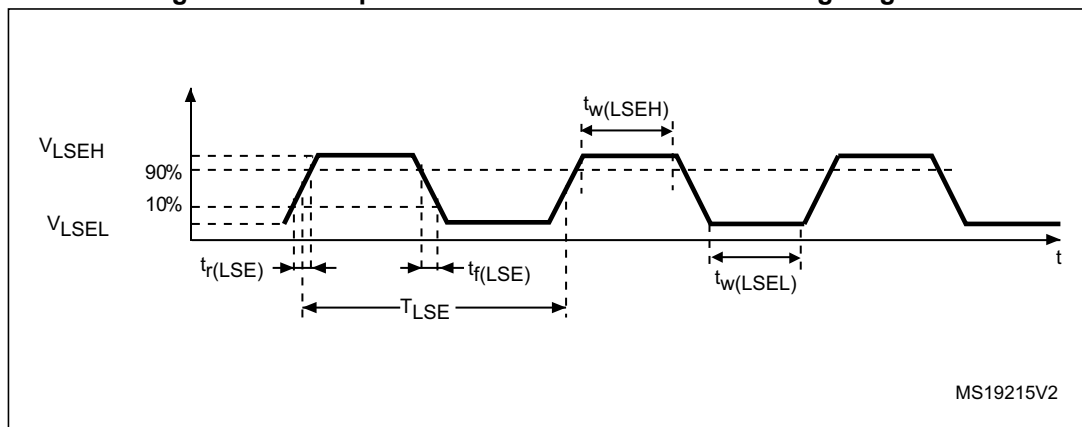 tw(LSEH)
VLSEH
90%
10%
VLSEL
tr(LSE)
tf(LSE)
tw(LSEL)
t
TLSE
MS19215V2